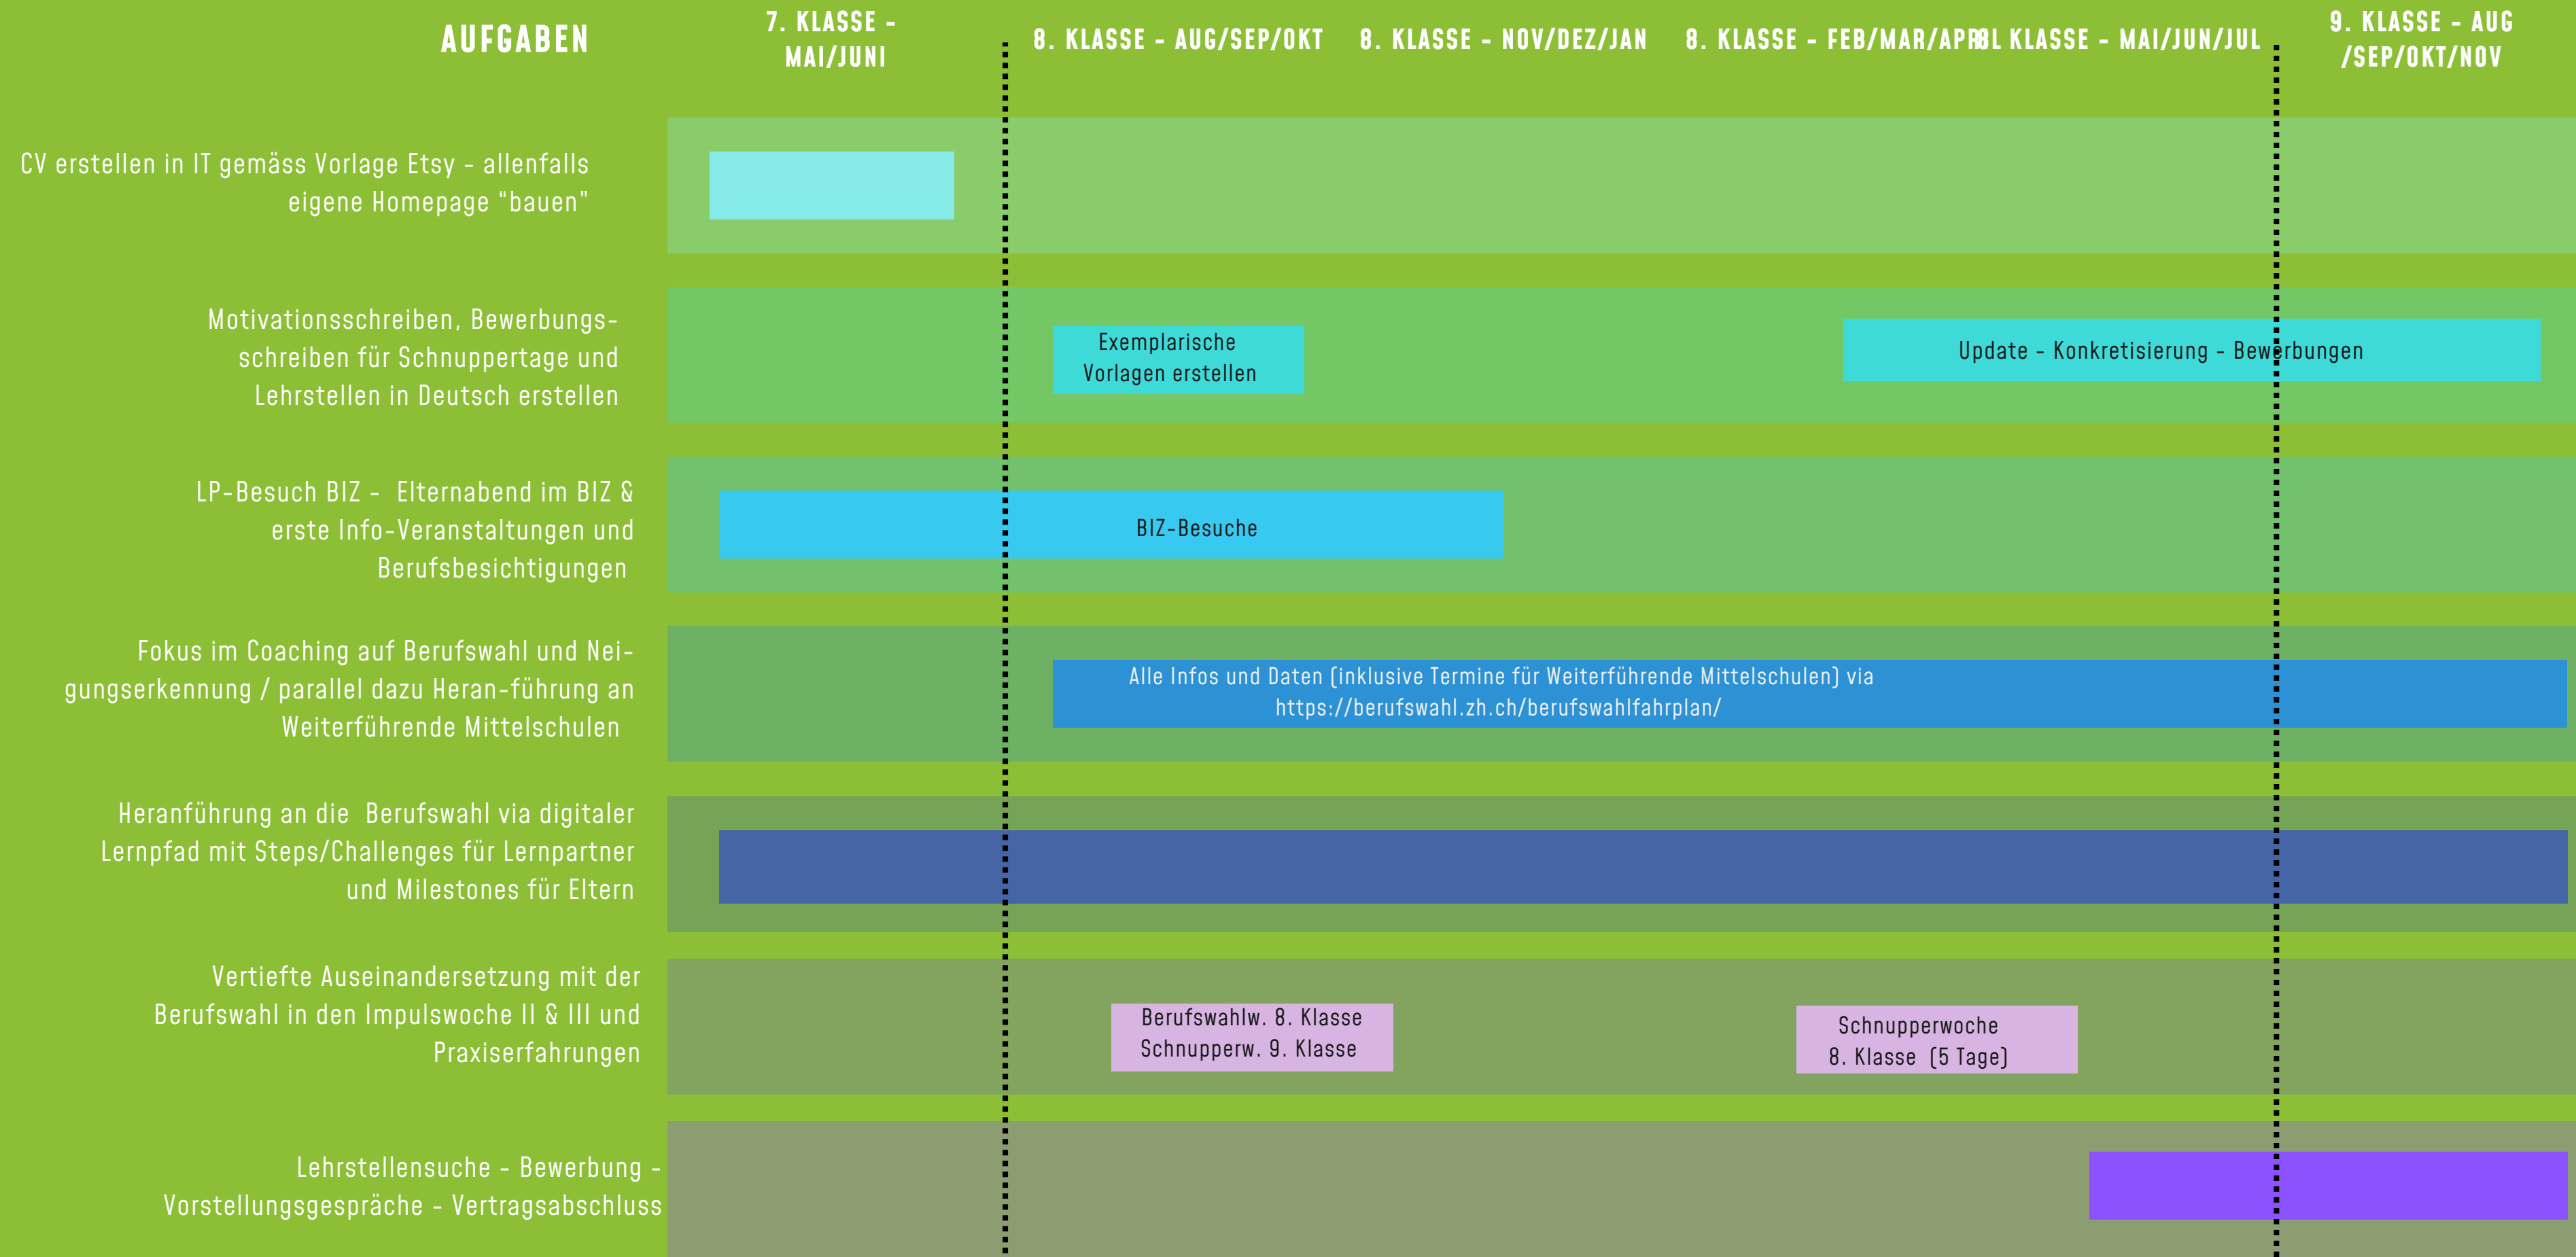 AUFGABEN
7. KLASSE -
MAI/JUNI
8. KLASSE - AUG/SEP/OKT
8. KLASSE - NOV/DEZ/JAN
8. KLASSE - FEB/MAR/APRIL
8. KLASSE - MAI/JUN/JUL
9. KLASSE - AUG
/SEP/OKT/NOV
CV erstellen in IT gemäss Vorlage Etsy - allenfalls
eigene Homepage “bauen”
Motivationsschreiben, Bewerbungs-
schreiben für Schnuppertage und
Lehrstellen in Deutsch erstellen
Exemplarische
Vorlagen erstellen
Update - Konkretisierung - Bewerbungen
LP-Besuch BIZ - Elternabend im BIZ &
erste Info-Veranstaltungen und
Berufsbesichtigungen
BIZ-Besuche
Fokus im Coaching auf Berufswahl und Nei-
gungserkennung / parallel dazu Heran-führung an
Weiterführende Mittelschulen
Alle Infos und Daten (inklusive Termine für Weiterführende Mittelschulen) via
https://berufswahl.zh.ch/berufswahlfahrplan/
Heranführung an die Berufswahl via digitaler
Lernpfad mit Steps/Challenges für Lernpartner
und Milestones für Eltern
Vertiefte Auseinandersetzung mit der
Berufswahl in den Impulswoche II & III und
Praxiserfahrungen
Berufswahlw. 8. Klasse
Schnupperw. 9. Klasse
Schnupperwoche
8. Klasse (5 Tage)
Lehrstellensuche - Bewerbung -
Vorstellungsgespräche - Vertragsabschluss